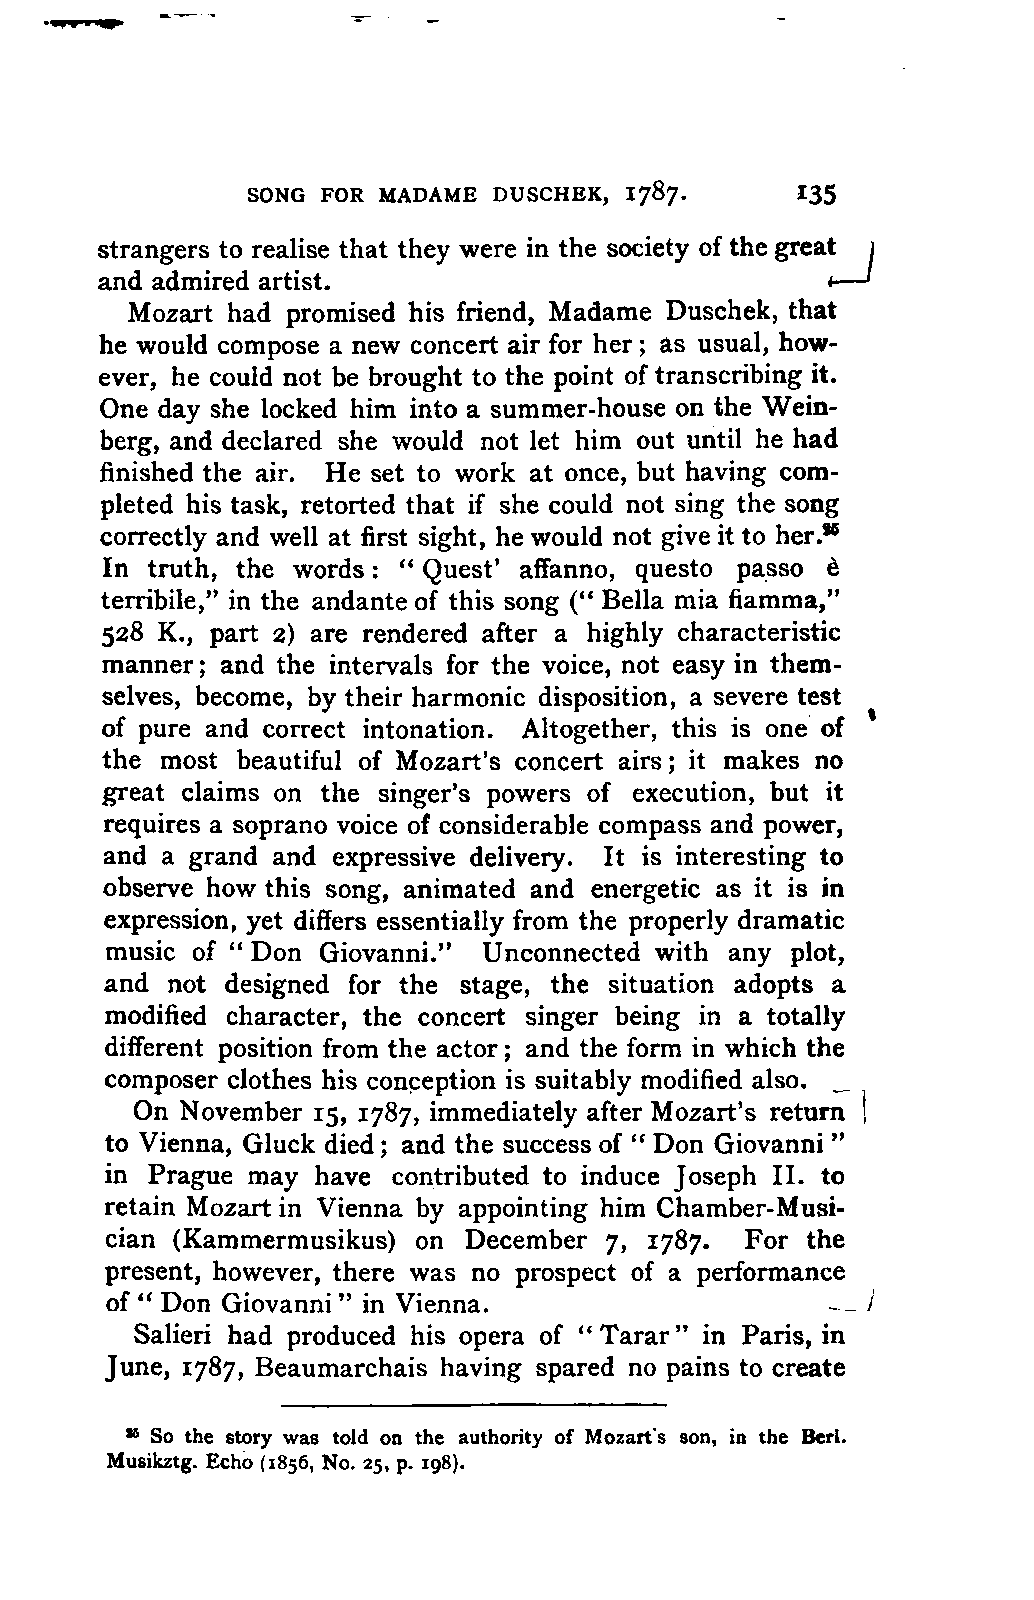 SONG FOR MADAME DUSCHEK, 1787. 135
strangers to realise that they were in the society of the great
and admired artist.
Mozart had promised his friend, Madame Duschek, that
he would compose a new concert air for her; as usual, how-
ever, he could not be brought to the point of transcribing it.
One day she locked him into a summer-house on the Wein-
berg, and declared she would not let him out until he had
finished the air. He set to work at once, but having com-
pleted his task, retorted that if she could not sing the song
correctly and well at first sight, he would not give it to her.³⁵
In truth, the words: “Quest’ affanno, questo passo è
terribile,” in the andante of this song (“Bella mia fiamma,”
528 K., part 2) are rendered after a highly characteristic
manner; and the intervals for the voice, not easy in them-
selves, become, by their harmonic disposition, a severe test
of pure and correct intonation. Altogether, this is one of
the most beautiful of Mozart's concert airs; it makes no
great claims on the singer's powers of execution, but it
requires a soprano voice of considerable compass and power,
and a grand and expressive delivery. It is interesting to
observe how this song, animated and energetic as it is in
expression, yet differs essentially from the properly dramatic
music of “Don Giovanni.” Unconnected with any plot,
and not designed for the stage, the situation adopts a
modified character, the concert singer being in a totally
different position from the actor; and the form in which the
composer clothes his conception is suitably modified also.
On November 15, 1787, immediately after Mozart's return
to Vienna, Gluck died; and the success of “Don Giovanni”
in Prague may have contributed to induce Joseph II. to
retain Mozart in Vienna by appointing him Chamber-Musi-
cian (Kammermusikus) on December 7, 1787. For the
present, however, there was no prospect of a performance
of “Don Giovanni” in Vienna.
Salieri had produced his opera of “Tarar” in Paris, in
June, 1787, Beaumarchais having spared no pains to create
³⁵ So the story was told on the authority of Mozart's son, in the Berl.
Musikztg. Echo (1856, No. 25, p. 198).